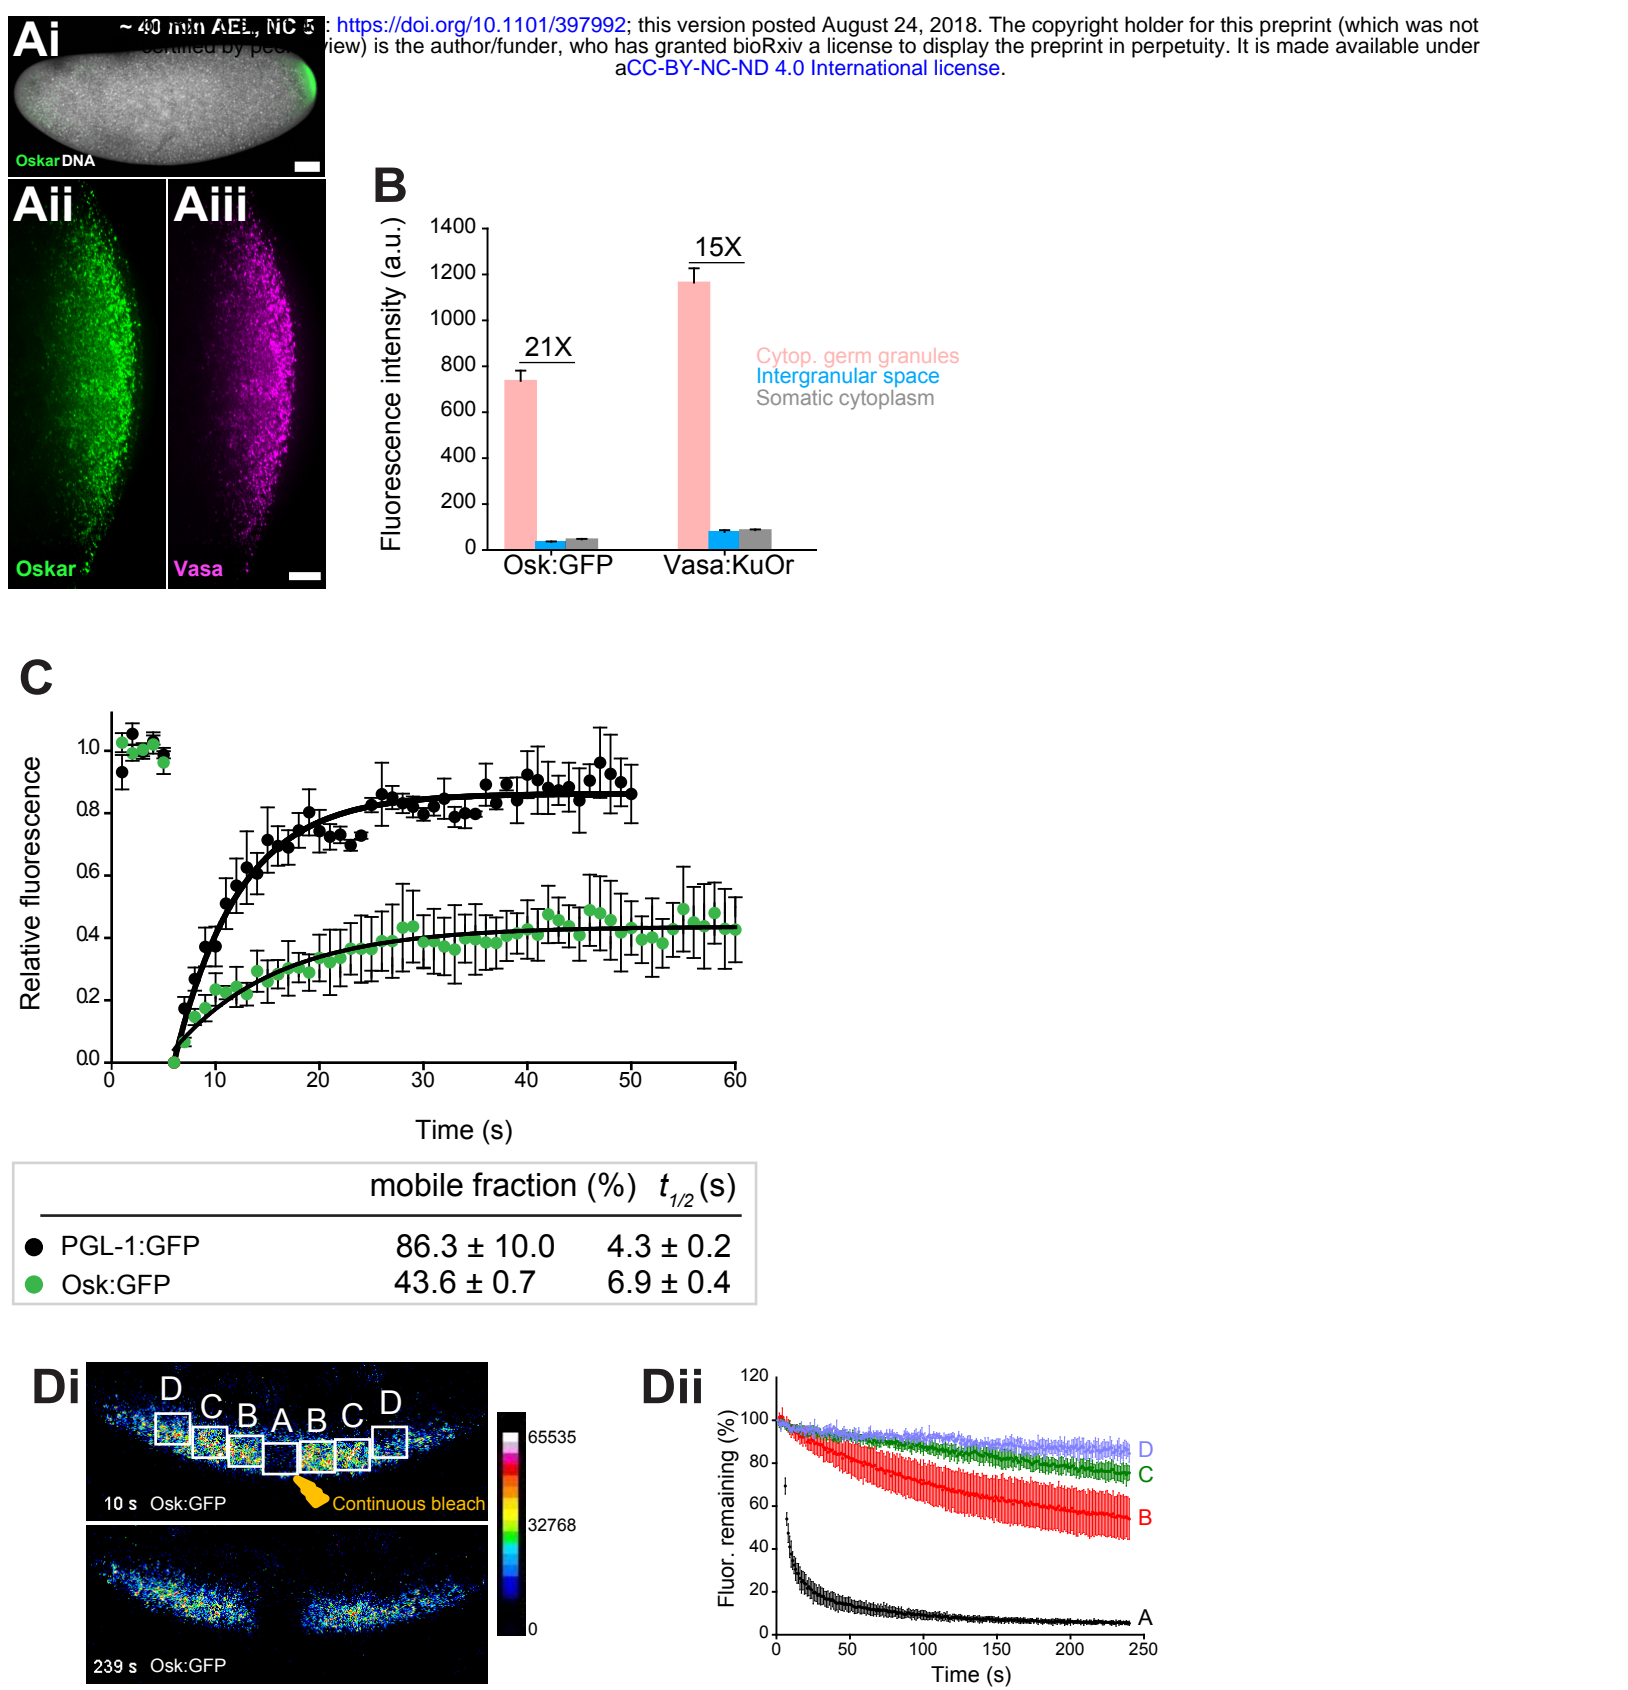 Ai
~ 40 min AEL, NC 5
: https://doi.org/10.1101/397992; this version posted August 24, 2018. The copyright holder for this preprint (which was not
certified by peer view) is the author/funder, who has granted bioRxiv a license to display the preprint in perpetuity. It is made available under
aCC-BY-NC-ND 4.0 International license.
Oskar DNA
Aii
Aiii
Oskar
Vasa
B
Fluorescence intensity (a.u.)
1400
1200
1000
800
600
400
200
0
21X
15X
Cytop. germ granules
Intergranular space
Somatic cytoplasm
Osk:GFP
Vasa:KuOr
C
Relative fluorescence
1.0
0.8
0.6
0.4
0.2
0.0
0 10 20 30 40 50 60
Time (s)
mobile fraction (%) t1/2 (s)
PGL-1:GFP 86.3 ± 10.0 4.3 ± 0.2
Osk:GFP 43.6 ± 0.7 6.9 ± 0.4
Di
D C B A B C D
Continuous bleach
10 s Osk:GFP
239 s Osk:GFP
65535
32768
0
Dii
Fluor. remaining (%)
120
100
80
60
40
20
0
D
C
B
A
0 50 100 150 200 250
Time (s)